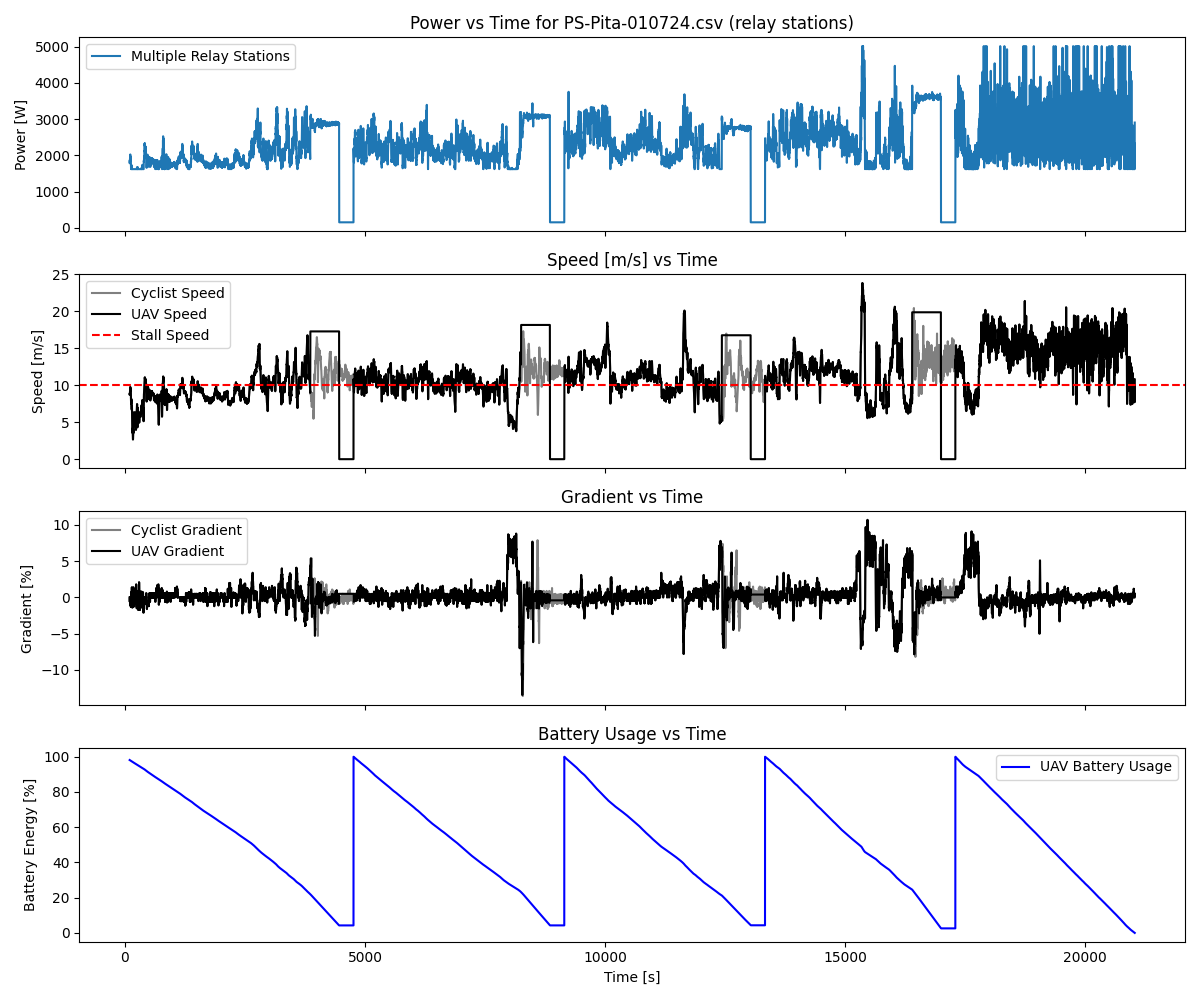 Power vs Time for PS-Pita-010724.csv (relay stations)
Power [W]
5000
4000
3000
2000
1000
0
Multiple Relay Stations
Speed [m/s] vs Time
Speed [m/s]
25
20
15
10
5
0
Cyclist Speed
UAV Speed
Stall Speed
Gradient vs Time
Gradient [%]
10
5
0
−5
−10
Cyclist Gradient
UAV Gradient
Battery Usage vs Time
Battery Energy [%]
100
80
60
40
20
0
UAV Battery Usage
0 5000 10000 15000 20000
Time [s]